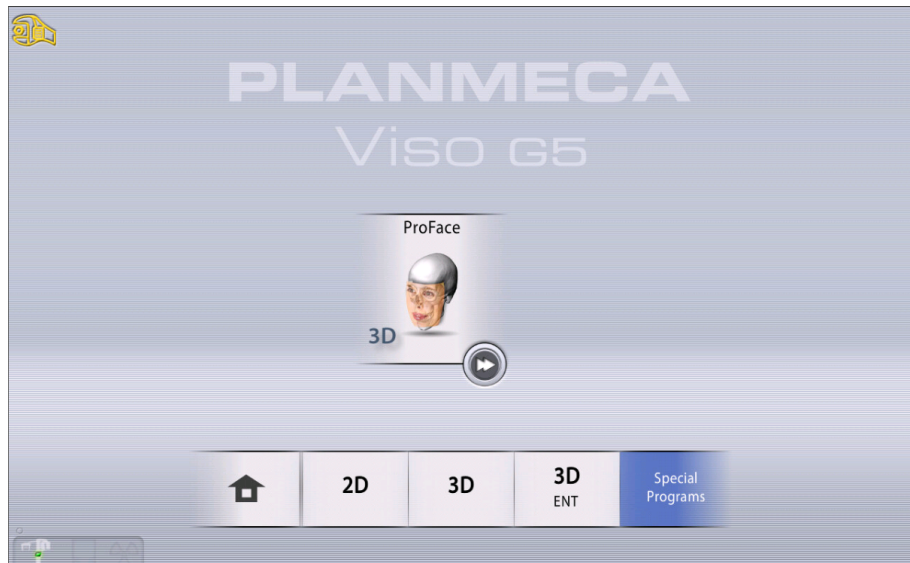 PLANMECA
Viso G5
ProFace
3D
2D
3D
3D
ENT
Special
Programs